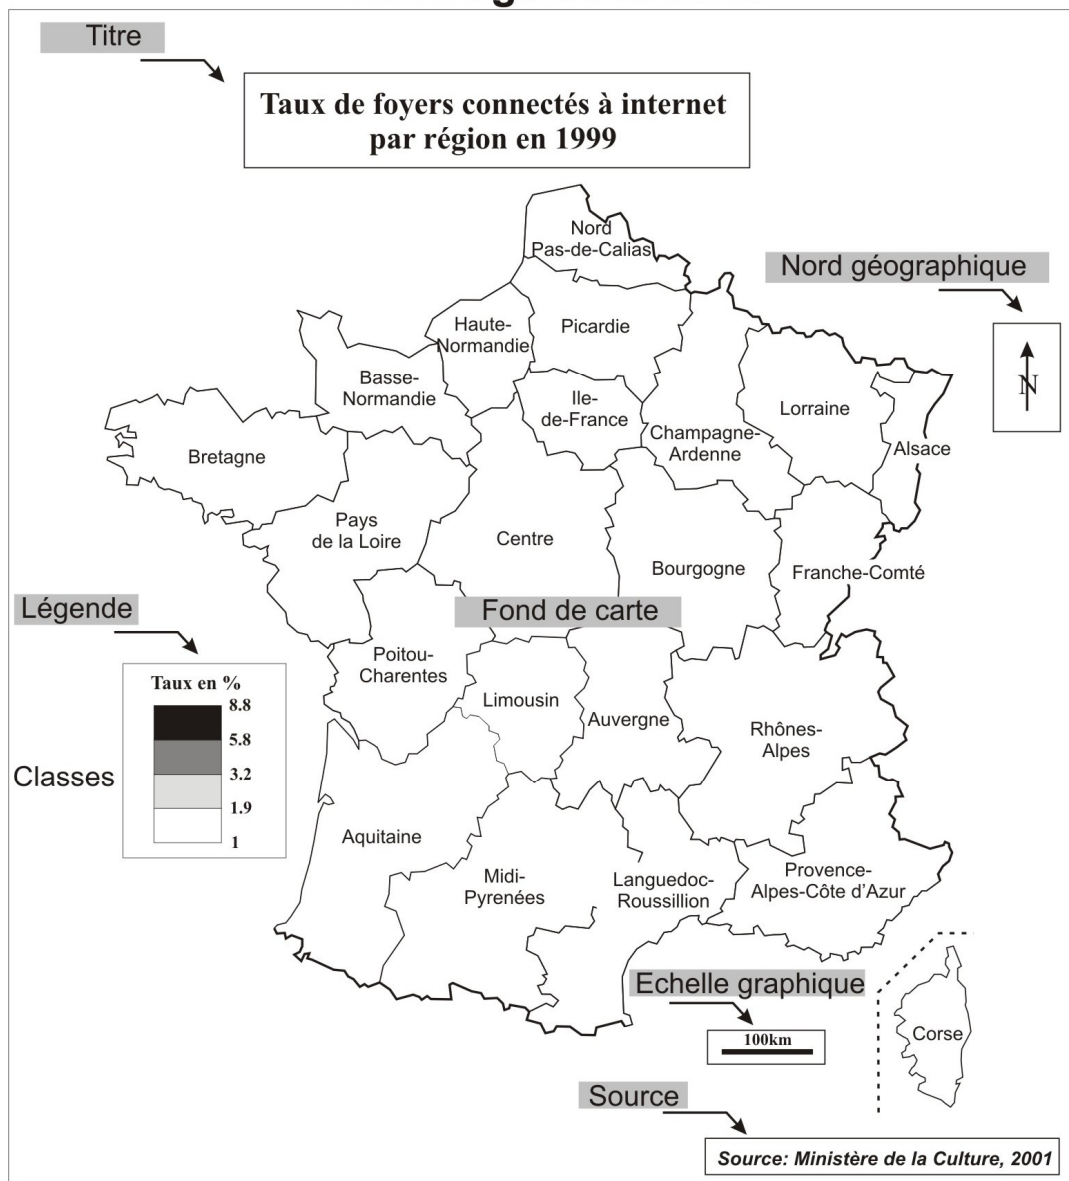 Titre
Taux de foyers connectés à internet
par région en 1999
Nord
Pas-de-Calias
Nord géographique
N
Haute-
Normandie
Picardie
Basse-
Normandie
Ile-
de-France
Champagne-
Ardenne
Lorraine
Alsace
Bretagne
Pays
de la Loire
Centre
Bourgogne
Franche-Comté
Légende
Fond de carte
Poitou-
Charentes
Limousin
Auvergne
Rhônes-
Alpes
Taux en %
8.8
5.8
3.2
1.9
1
Classes
Aquitaine
Midi-
Pyrenées
Languedoc-
Roussillion
Provence-
Alpes-Côte d'Azur
Echelle graphique
100km
Corse
Source
Source: Ministère de la Culture, 2001